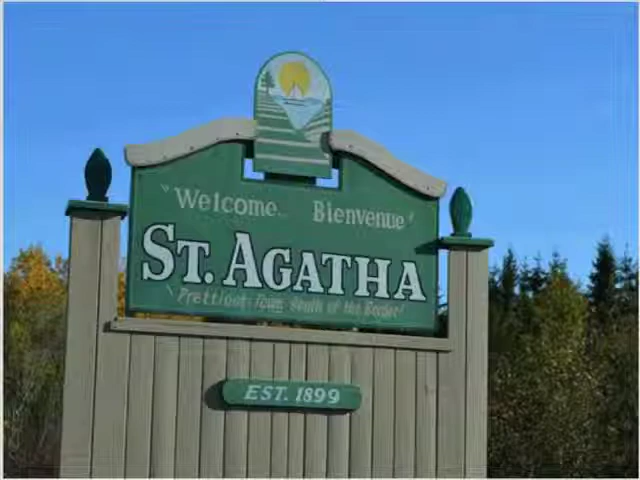 "Welcome Bienvenue"
ST. AGATHA
"Prettiest Town South of the Border"
EST. 1899